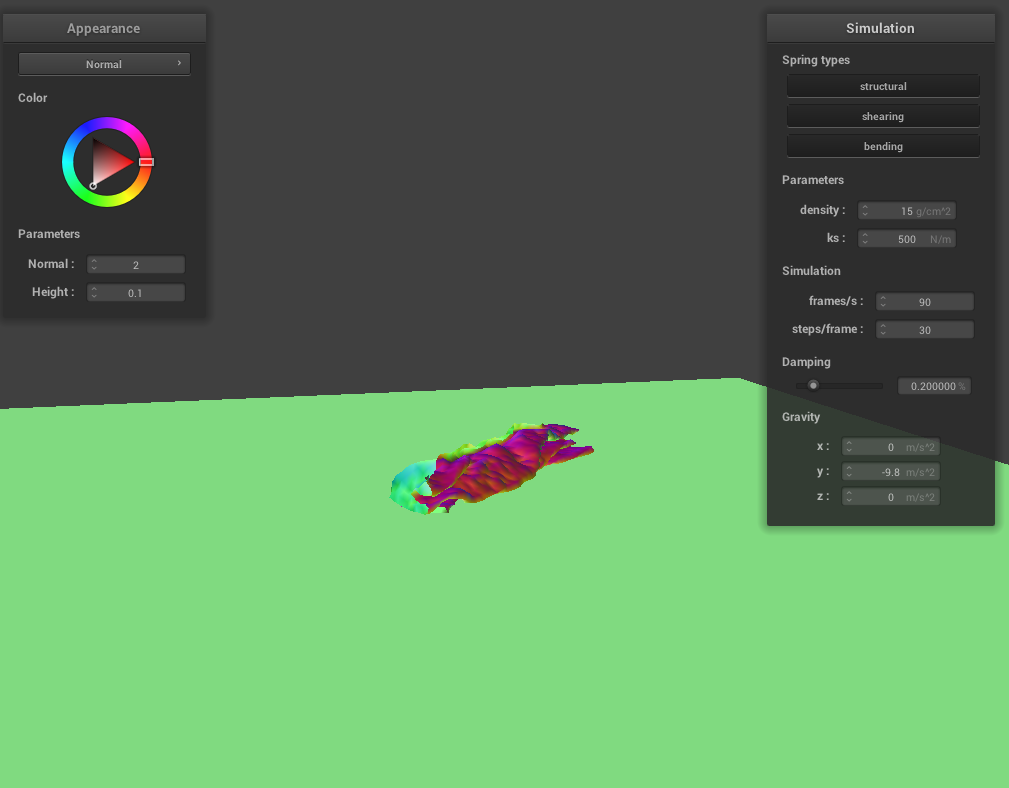 Appearance
Normal
Color
Parameters
Normal : 2
Height : 0.1
Simulation
Spring types
structural
shearing
bending
Parameters
density : 15 g/cm^2
ks : 500 N/m
Simulation
frames/s : 90
steps/frame : 30
Damping
0.200000 %
Gravity
x : 0 m/s^2
y : -9.8 m/s^2
z : 0 m/s^2